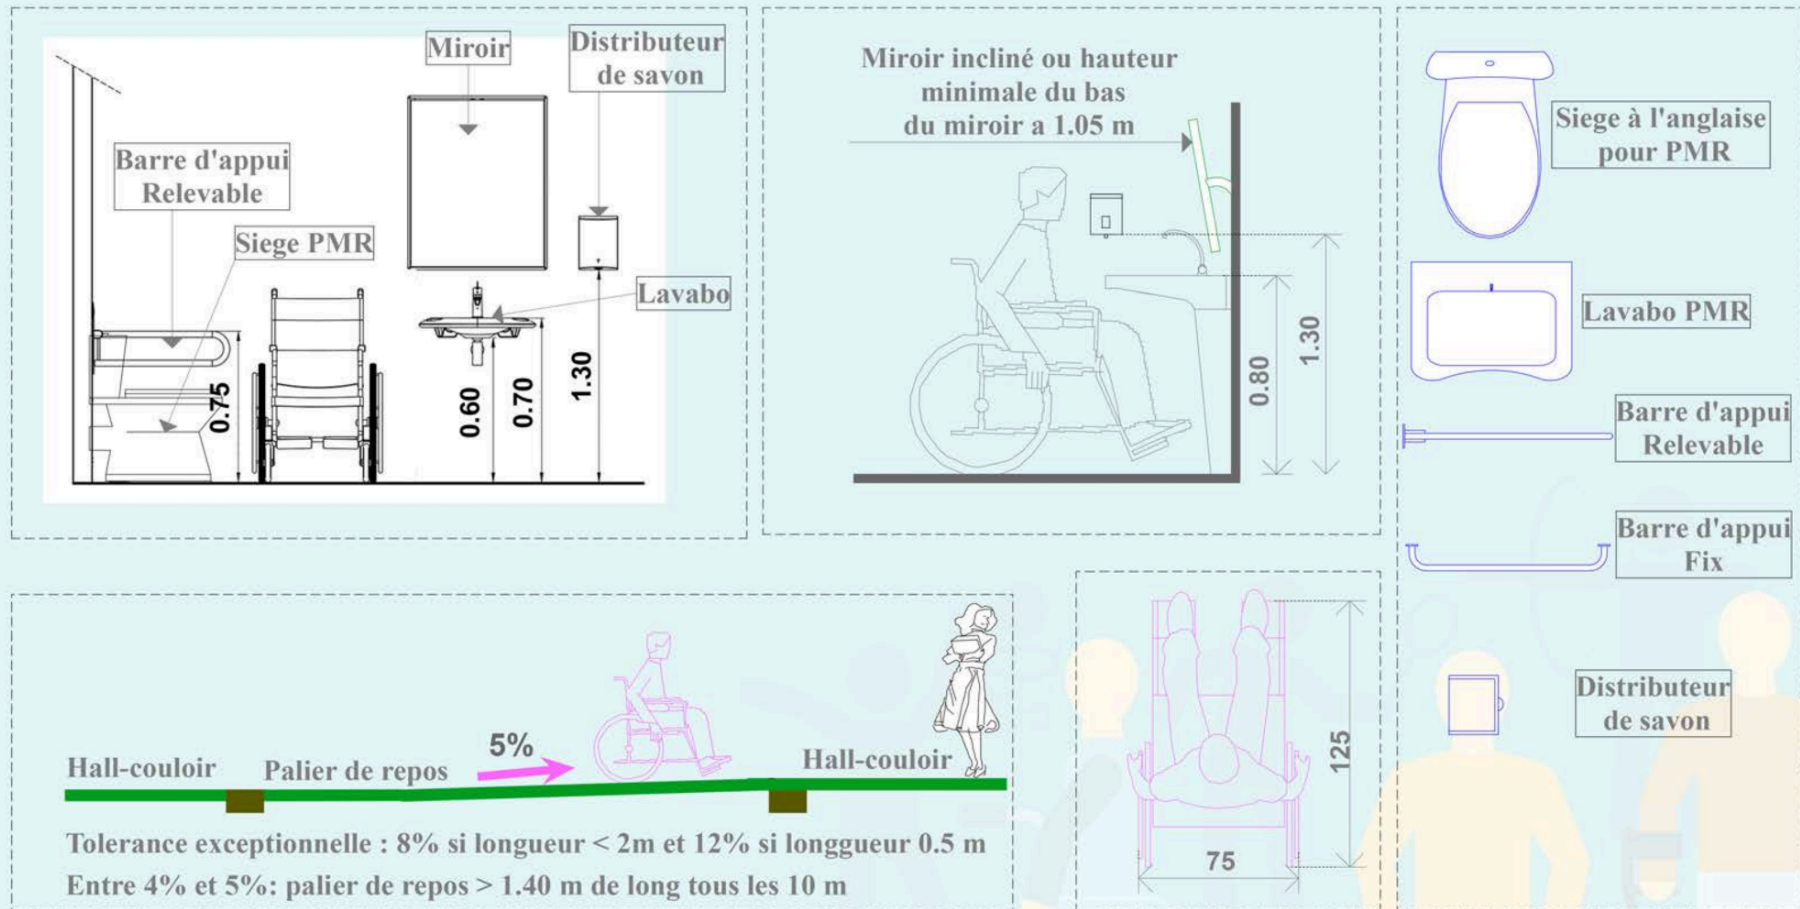 Miroir
Distributeur
de savon
Barre d'appui
Relevable
Siege PMR
Lavabo
0.75
0.60
0.70
1.30
Miroir incliné ou hauteur
minimale du bas
du miroir a 1.05 m
0.80
1.30
Siege à l'anglaise
pour PMR
Lavabo PMR
Barre d'appui
Relevable
Barre d'appui
Fix
Distributeur
de savon
Hall-couloir
Palier de repos
5%
Hall-couloir
Tolerance exceptionnelle : 8% si longueur < 2m et 12% si longgueur 0.5 m
Entre 4% et 5%: palier de repos > 1.40 m de long tous les 10 m
125
75